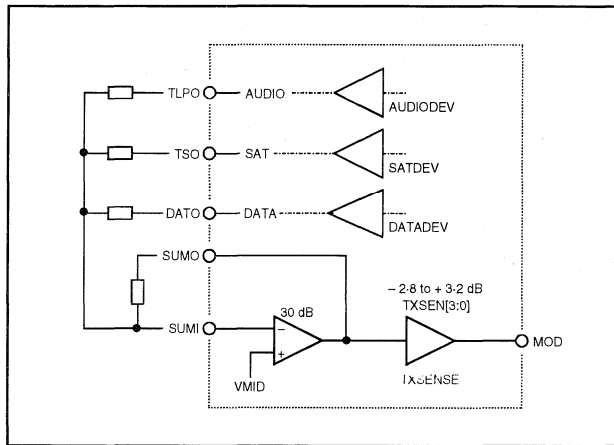 TLPO AUDIO
AUDIODEV
TSO SAT
SATDEV
DATO DATA
DATADEV
SUMO
30 dB
− 2·8 to + 3·2 dB
TXSEN[3:0]
SUMI − MOD
+
VMID
TXSENSE